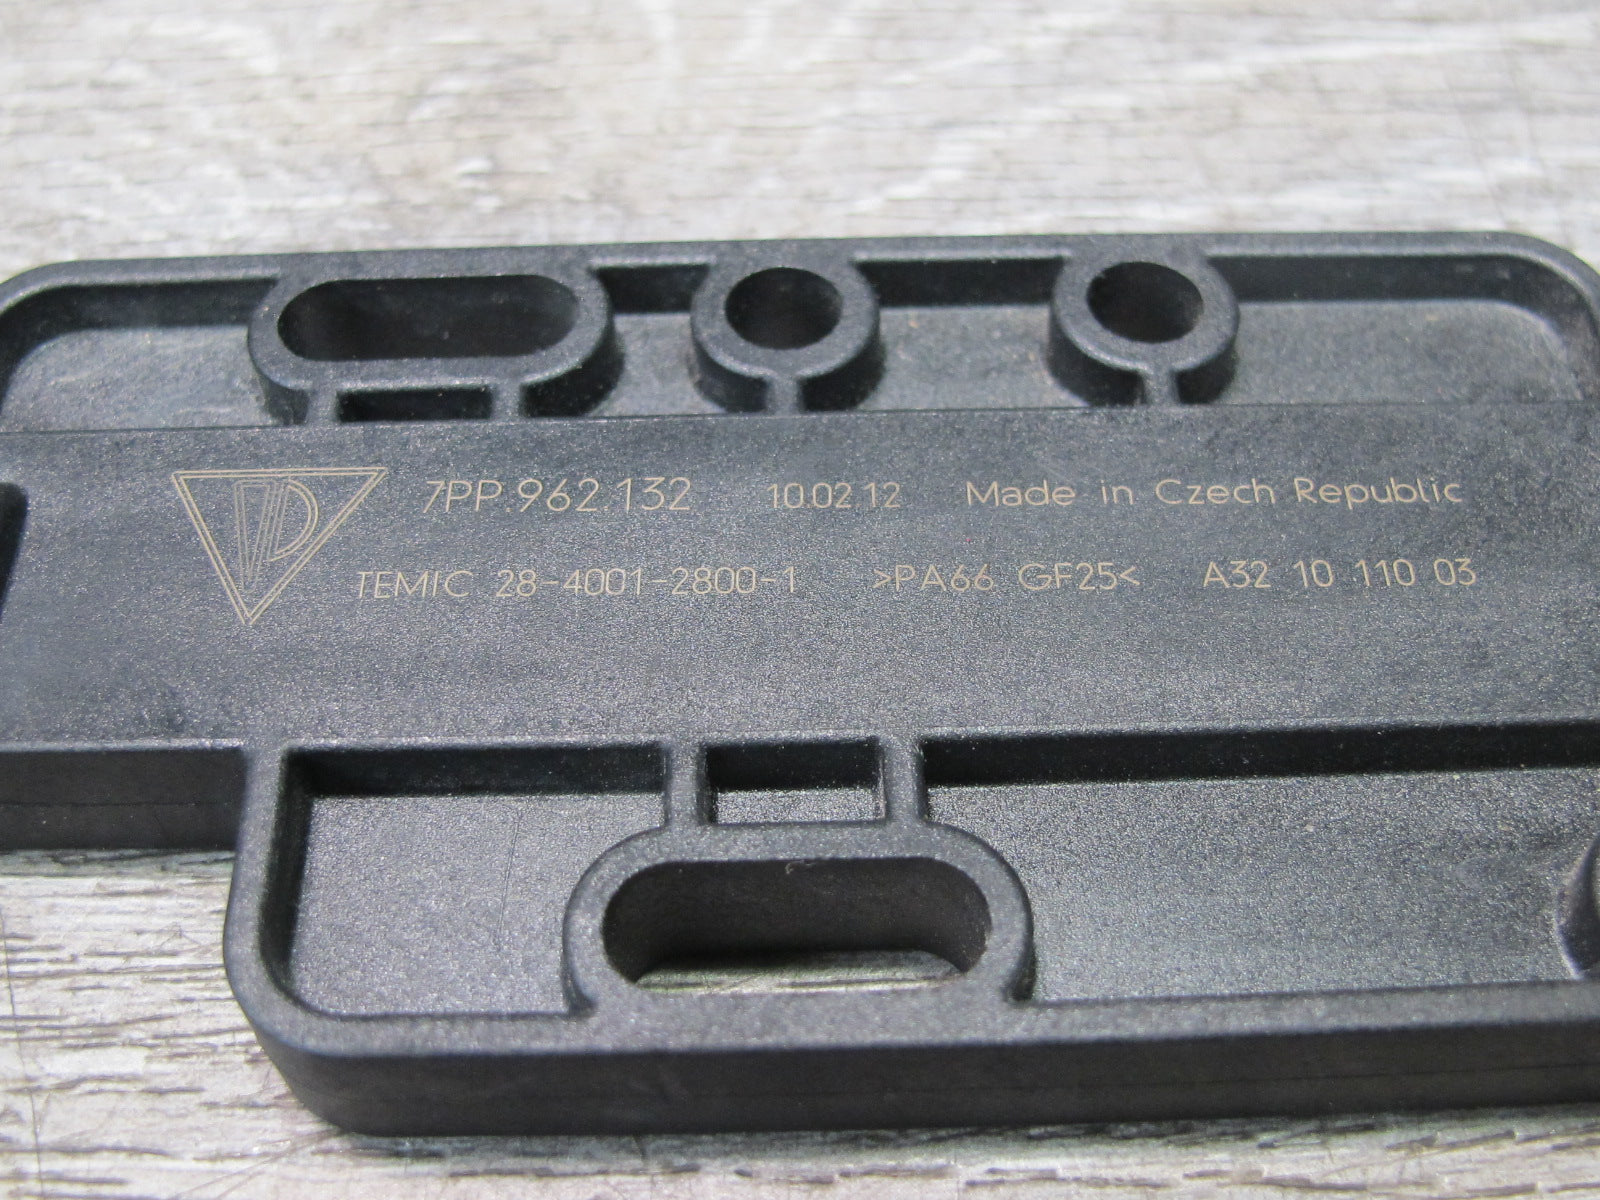 7PP.962.132 10.02.12 Made in Czech Republic
TEMIC 28-4001-2800-1 >PA66 GF25< A32 10 110 03